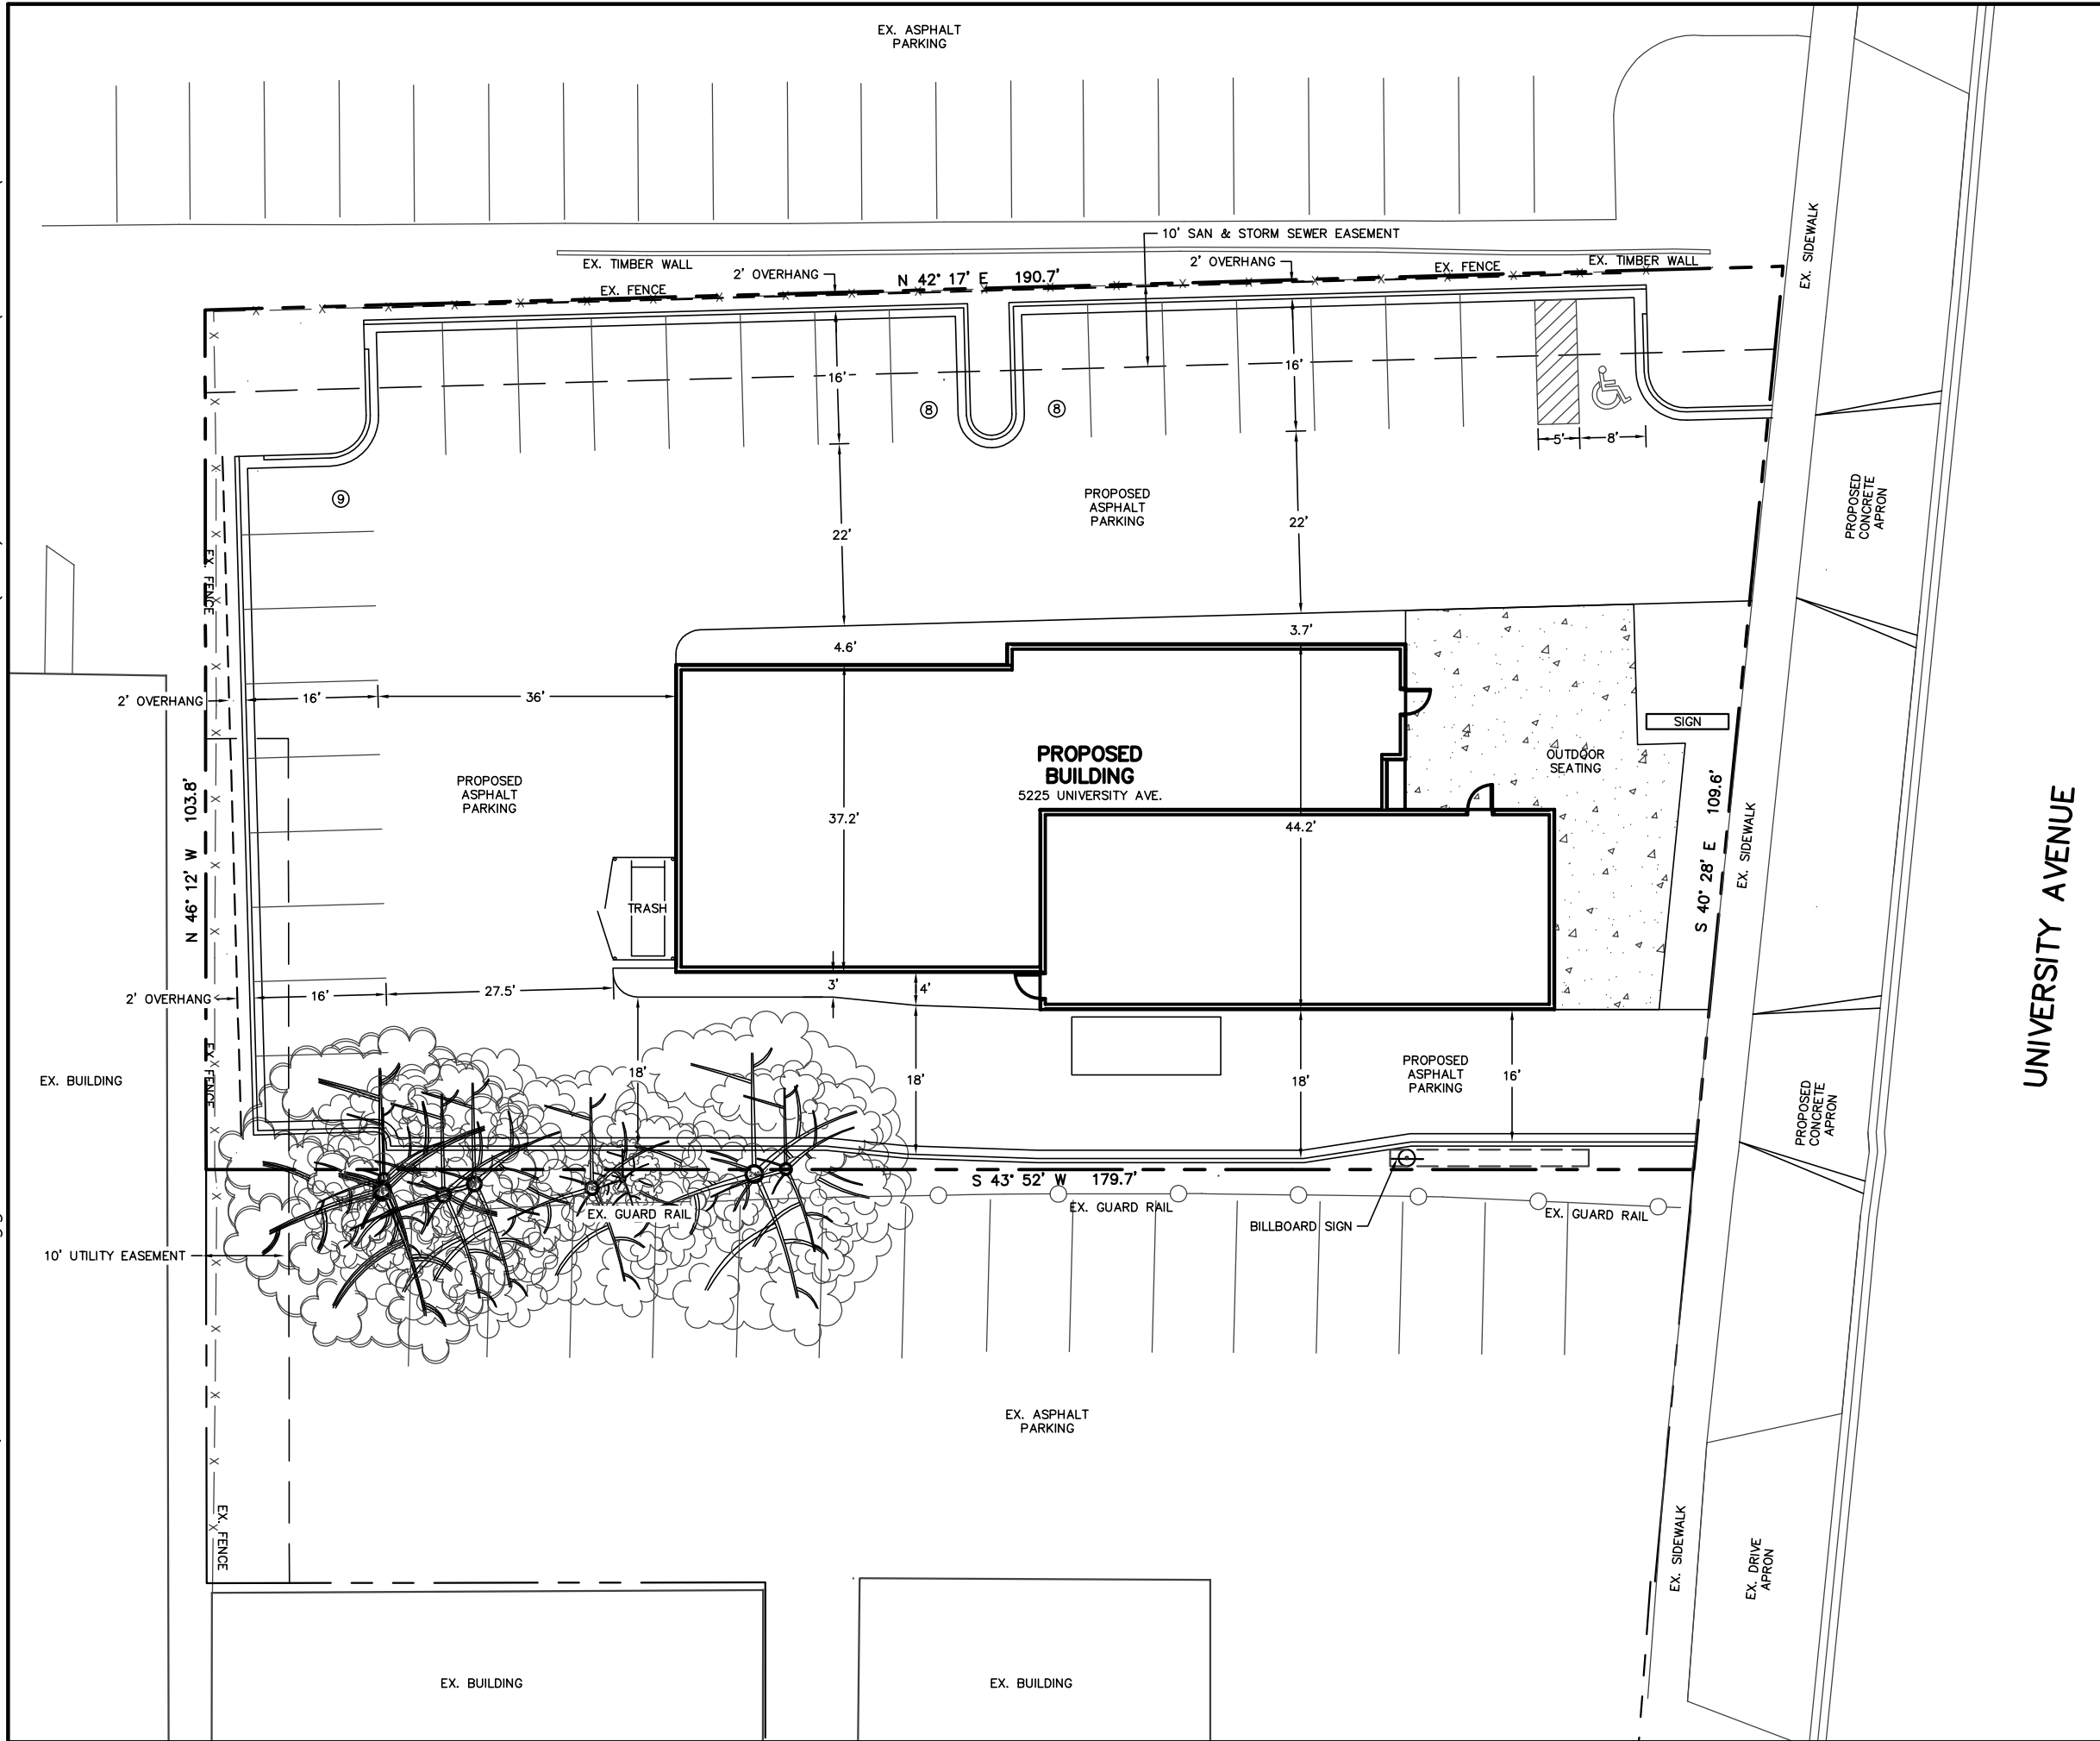 EX. ASPHALT
PARKING
10' SAN & STORM SEWER EASEMENT
EX. SIDEWALK
EX. TIMBER WALL
2' OVERHANG
N 42° 17' E 190.7'
2' OVERHANG
EX. FENCE
EX. TIMBER WALL
EX. FENCE
16'
16'
8
8
5'
8'
9
PROPOSED
ASPHALT
PARKING
PROPOSED
CONCRETE
APRON
22'
22'
EX. FENCE
4.6'
3.7'
2' OVERHANG
16'
36'
SIGN
PROPOSED
BUILDING
5225 UNIVERSITY AVE.
OUTDOOR
SEATING
PROPOSED
ASPHALT
PARKING
N 46° 12' W 103.8'
37.2'
44.2'
S 40° 28' E 109.6'
EX. SIDEWALK
UNIVERSITY AVENUE
TRASH
2' OVERHANG
16'
27.5'
3'
4'
EX. BUILDING
EX. FENCE
18'
18'
18'
PROPOSED
ASPHALT
PARKING
16'
PROPOSED
CONCRETE
APRON
S 43° 52' W 179.7'
EX. GUARD RAIL
EX. GUARD RAIL
EX. GUARD RAIL
BILLBOARD SIGN
10' UTILITY EASEMENT
EX. ASPHALT
PARKING
EX. FENCE
EX. SIDEWALK
EX. DRIVE
APRON
EX. BUILDING
EX. BUILDING